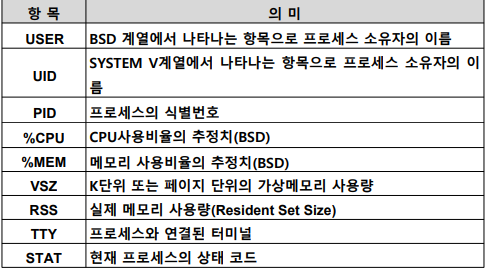 항 목 의 미
USER BSD 계열에서 나타나는 항목으로 프로세스 소유자의 이름
UID SYSTEM V계열에서 나타나는 항목으로 프로세스 소유자의 이
름
PID 프로세스의 식별번호
%CPU CPU사용비율의 추정치(BSD)
%MEM 메모리 사용비율의 추정치(BSD)
VSZ K단위 또는 페이지 단위의 가상메모리 사용량
RSS 실제 메모리 사용량(Resident Set Size)
TTY 프로세스와 연결된 터미널
STAT 현재 프로세스의 상태 코드